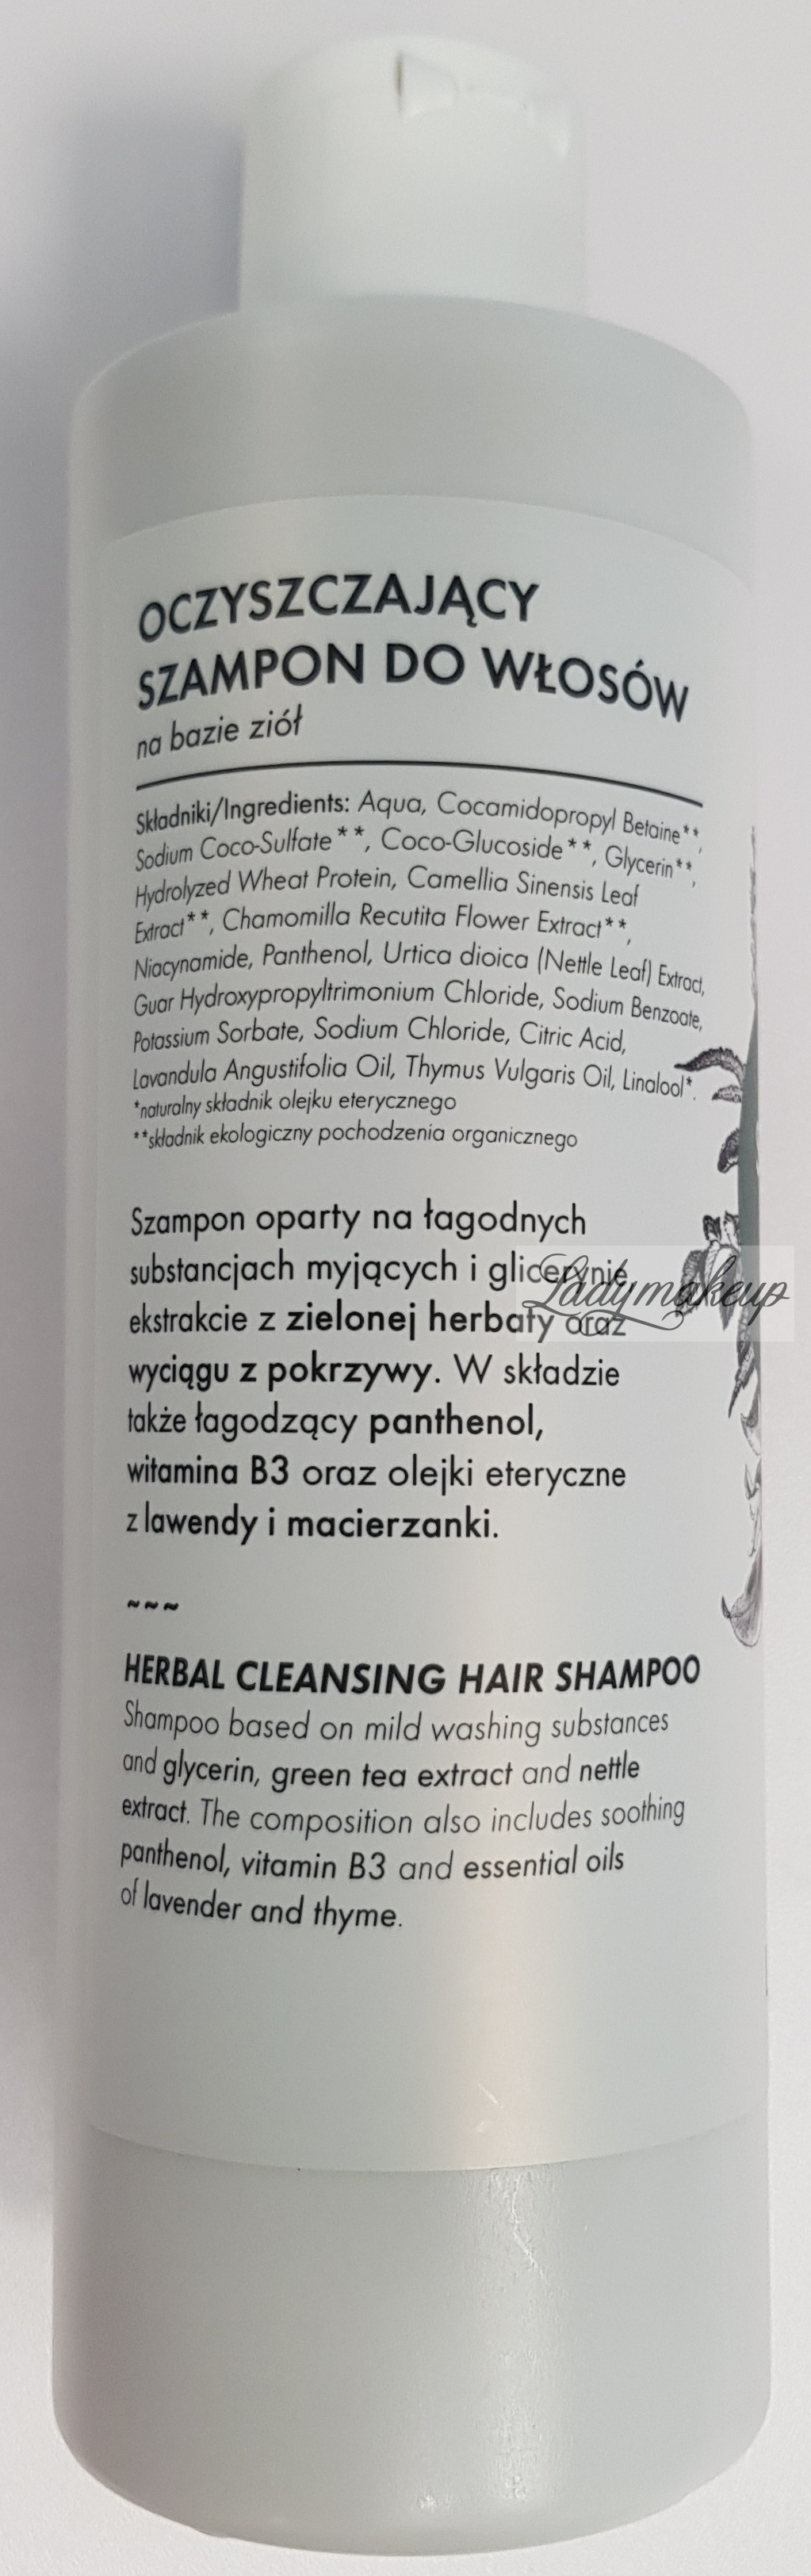 OCZYSZCZAJĄCY
SZAMPON DO WŁOSÓW
na bazie ziół
Składniki/Ingredients: Aqua, Cocamidopropyl Betaine**,
Sodium Coco-Sulfate**, Coco-Glucoside**, Glycerin**,
Hydrolyzed Wheat Protein, Camellia Sinensis Leaf
Extract**, Chamomilla Recutita Flower Extract**,
Niacynamide, Panthenol, Urtica dioica (Nettle Leaf) Extract,
Guar Hydroxypropyltrimonium Chloride, Sodium Benzoate,
Potassium Sorbate, Sodium Chloride, Citric Acid,
Lavandula Angustifolia Oil, Thymus Vulgaris Oil, Linalool*.
*naturalny składnik olejku eterycznego
**składnik ekologiczny pochodzenia organicznego
Szampon oparty na łagodnych
substancjach myjących i glicerynie,
ekstrakcie z zielonej herbaty oraz
Ladymakeup
wyciągu z pokrzywy. W składzie
także łagodzący panthenol,
witamina B3 oraz olejki eteryczne
z lawendy i macierzanki.
~~~
HERBAL CLEANSING HAIR SHAMPOO
Shampoo based on mild washing substances
and glycerin, green tea extract and nettle
extract. The composition also includes soothing
panthenol, vitamin B3 and essential oils
of lavender and thyme.